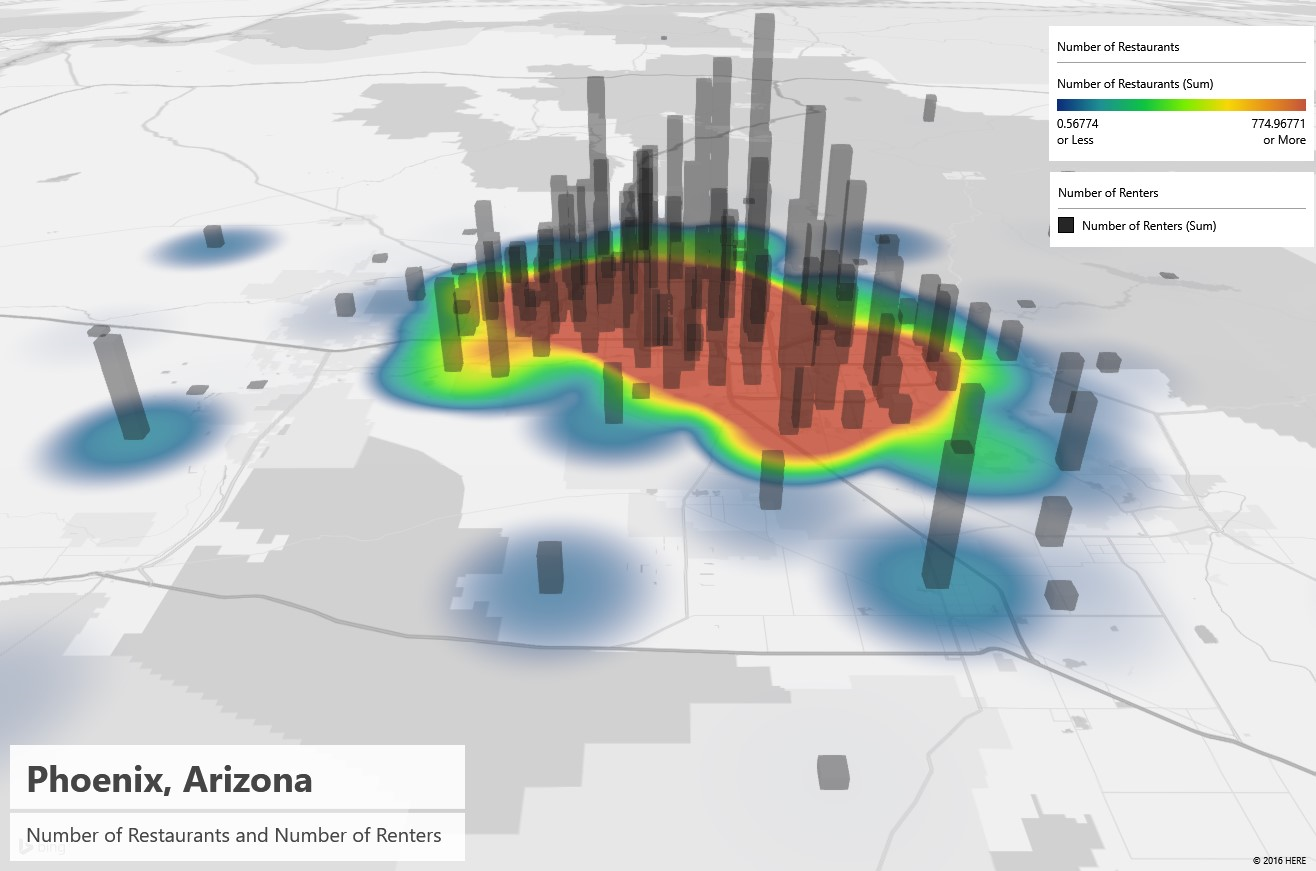 Number of Restaurants
Number of Restaurants (Sum)
0.56774
or Less
774.96771
or More
Number of Renters
Number of Renters (Sum)
Phoenix, Arizona
Number of Restaurants and Number of Renters
bing
© 2016 HERE